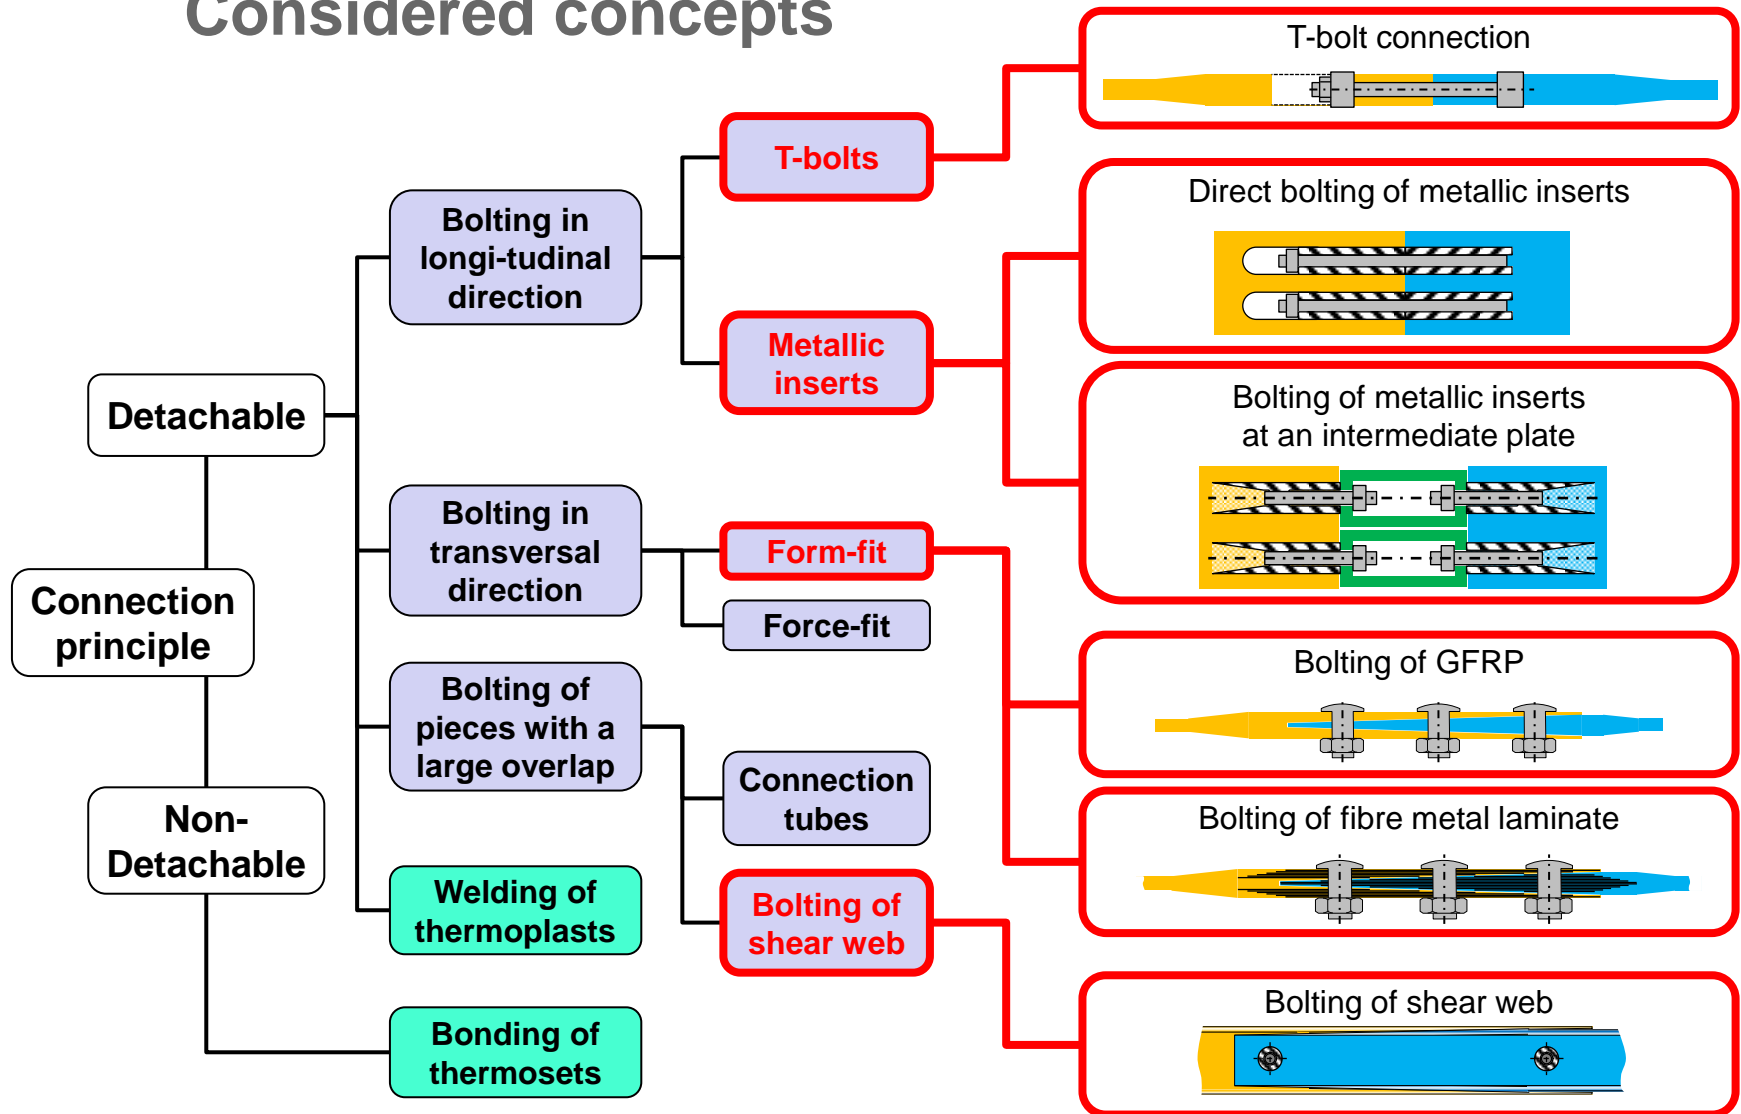 Considered concepts
Connection
principle
Detachable
Non-
Detachable
Bolting in
longi-tudinal
direction
Bolting in
transversal
direction
Bolting of
pieces with a
large overlap
Welding of
thermoplasts
Bonding of
thermosets
T-bolts
Metallic
inserts
Form-fit
Force-fit
Connection
tubes
Bolting of
shear web
T-bolt connection
Direct bolting of metallic inserts
Bolting of metallic inserts
at an intermediate plate
Bolting of GFRP
Bolting of fibre metal laminate
Bolting of shear web